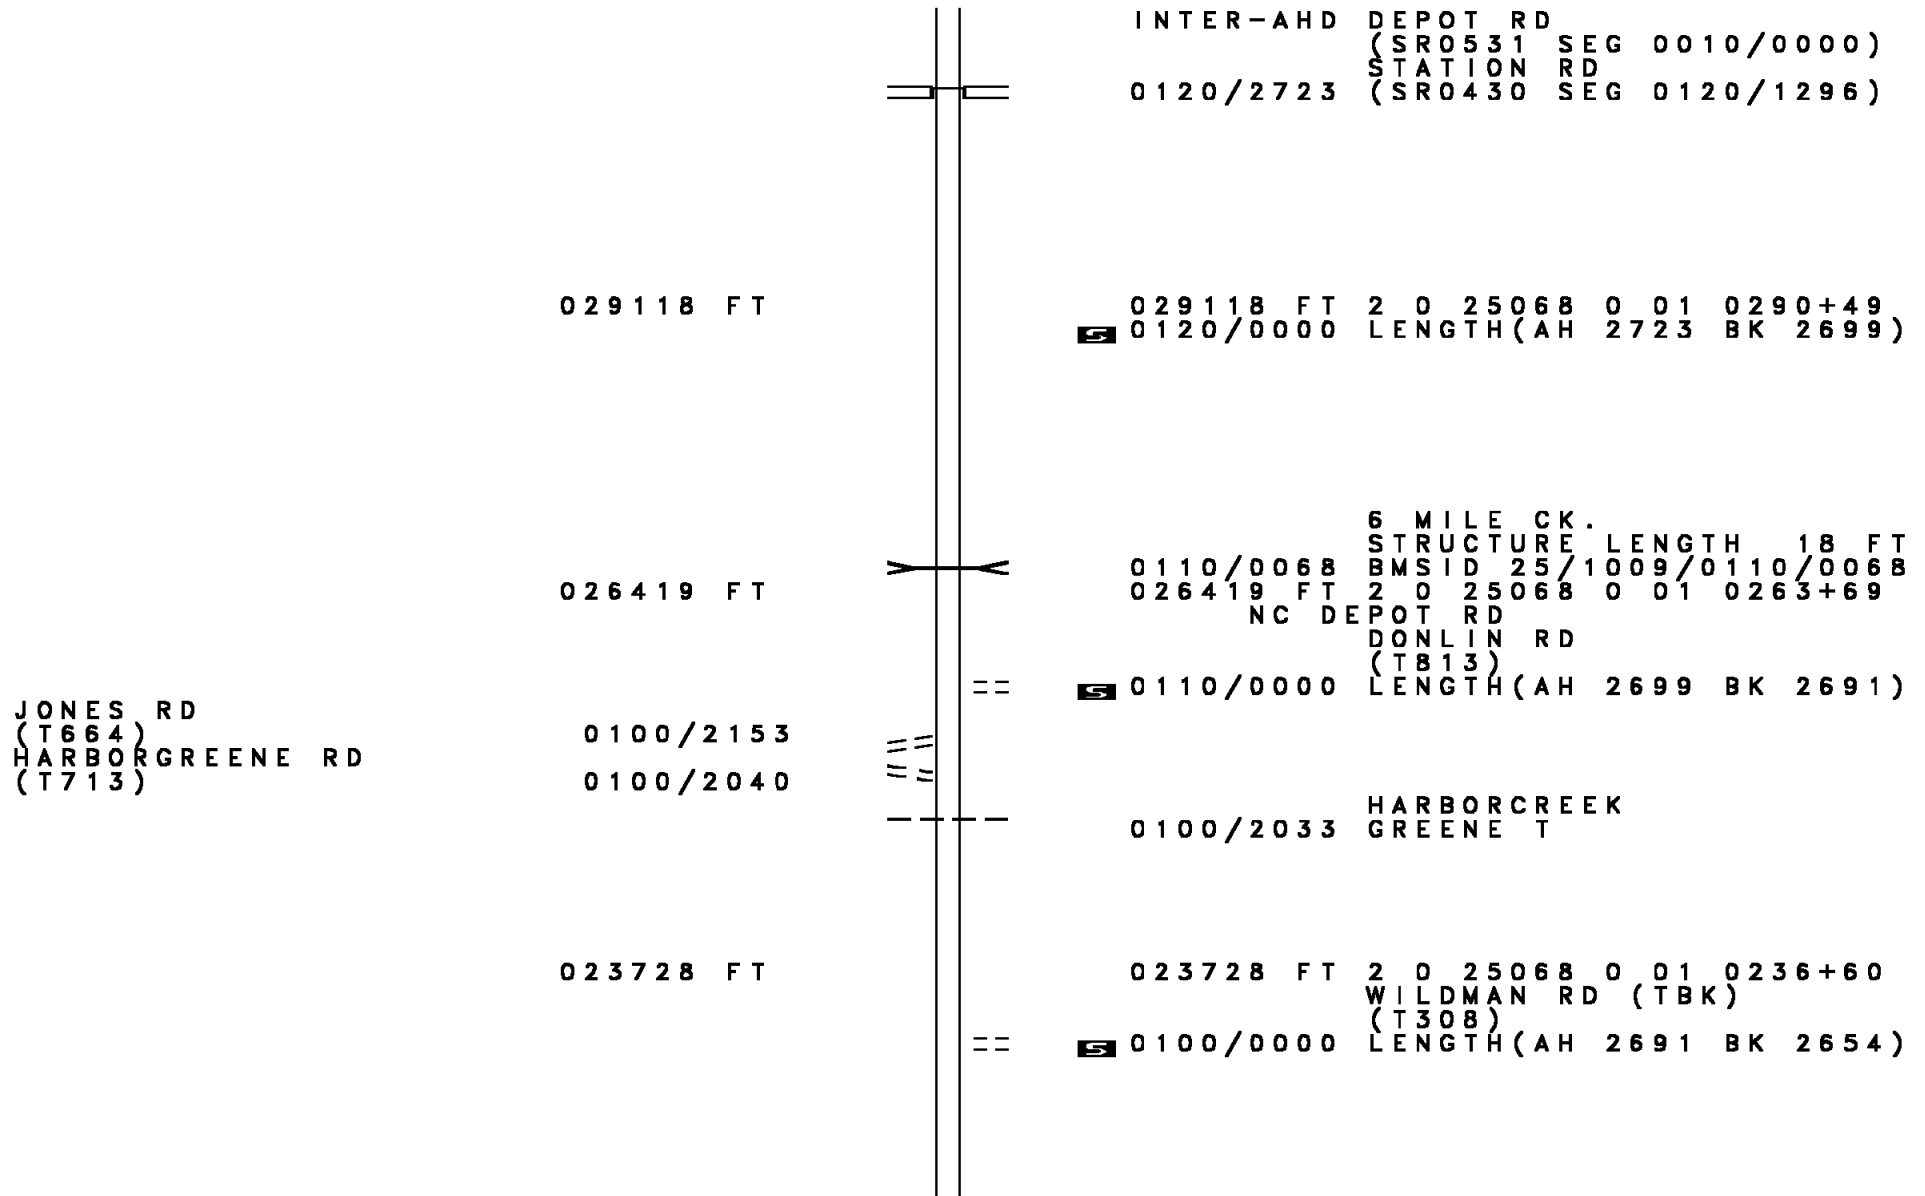 INTER-AHD DEPOT RD
(SR0531 SEG 0010/0000)
STATION RD
0120/2723 (SR0430 SEG 0120/1296)
029118 FT
029118 FT 2 0 25068 0 01 0290+49
S 0120/0000 LENGTH(AH 2723 BK 2699)
6 MILE CK.
STRUCTURE LENGTH 18 FT
0110/0068 BMSID 25/1009/0110/0068
026419 FT
026419 FT 2 0 25068 0 01 0263+69
NC DEPOT RD
DONLIN RD
(T813)
S 0110/0000 LENGTH(AH 2699 BK 2691)
JONES RD
(T664) 0100/2153
HARBORGREENE RD
(T713) 0100/2040
HARBORCREEK
0100/2033 GREENE T
023728 FT
023728 FT 2 0 25068 0 01 0236+60
WILDMAN RD (TBK)
(T308)
S 0100/0000 LENGTH(AH 2691 BK 2654)